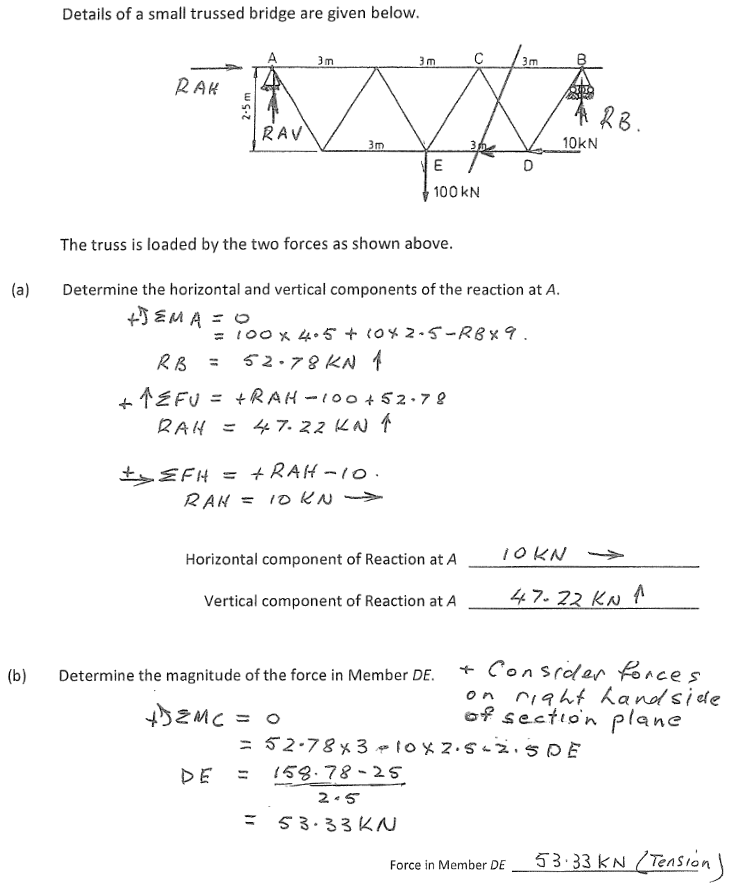 Details of a small trussed bridge are given below.
A 3m 3m C 3m B
RAH
2·5 m
RAV
RB.
3m 3m 10kN
E D
100 kN
The truss is loaded by the two forces as shown above.
(a) Determine the horizontal and vertical components of the reaction at A.
+ΣMA = 0
= 100 x 4.5 + 10 x 2.5 - RB x 9.
RB = 52.78 KN ↑
+ ↑ΣFV = +RAH - 100 + 52.78
RAH = 47.22 KN ↑
+→ ΣFH = + RAH - 10.
RAH = 10 KN →
Horizontal component of Reaction at A 10 KN →
Vertical component of Reaction at A 47.22 KN ↑
(b) Determine the magnitude of the force in Member DE.
+ Consider forces
on right hand side
of section plane
+ΣMC = 0
= 52.78 x 3 - 10 x 2.5 - 2.5 DE
DE = 158.78 - 25
2.5
= 53.33 KN
Force in Member DE 53.33 KN (Tension)